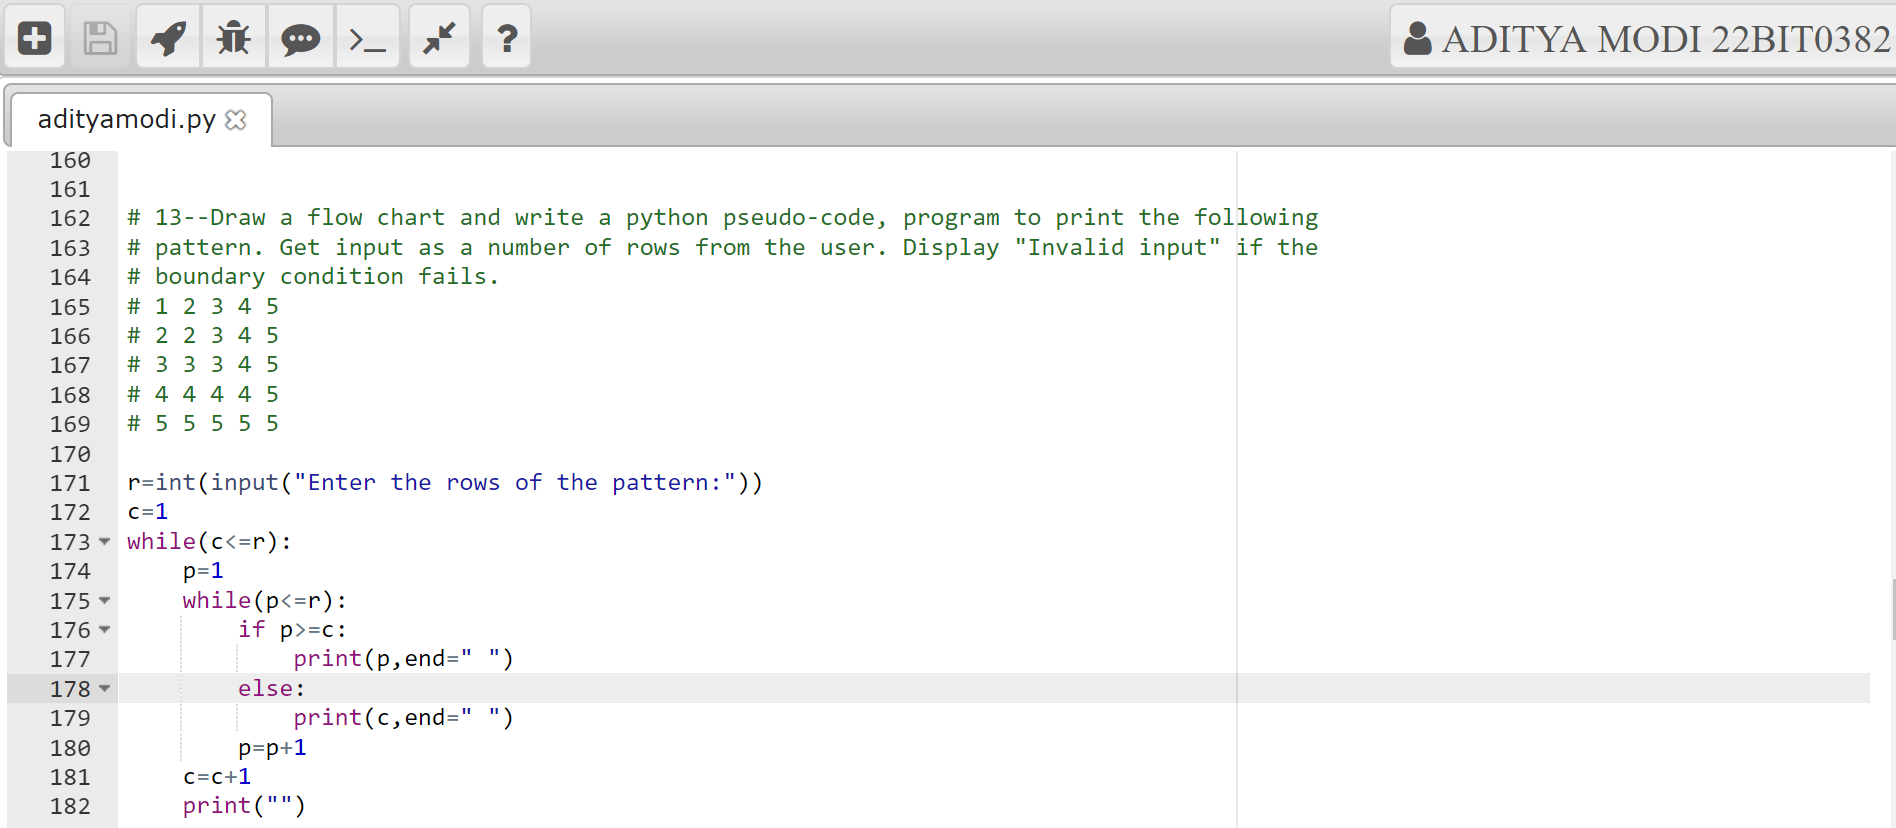 ADITYA MODI 22BIT0382
adityamodi.py
160
161
162 # 13--Draw a flow chart and write a python pseudo-code, program to print the following
163 # pattern. Get input as a number of rows from the user. Display "Invalid input" if the
164 # boundary condition fails.
165 # 1 2 3 4 5
166 # 2 2 3 4 5
167 # 3 3 3 4 5
168 # 4 4 4 4 5
169 # 5 5 5 5 5
170
171 r=int(input("Enter the rows of the pattern:"))
172 c=1
173 while(c<=r):
174     p=1
175     while(p<=r):
176         if p>=c:
177             print(p,end=" ")
178         else:
179             print(c,end=" ")
180         p=p+1
181     c=c+1
182     print("")